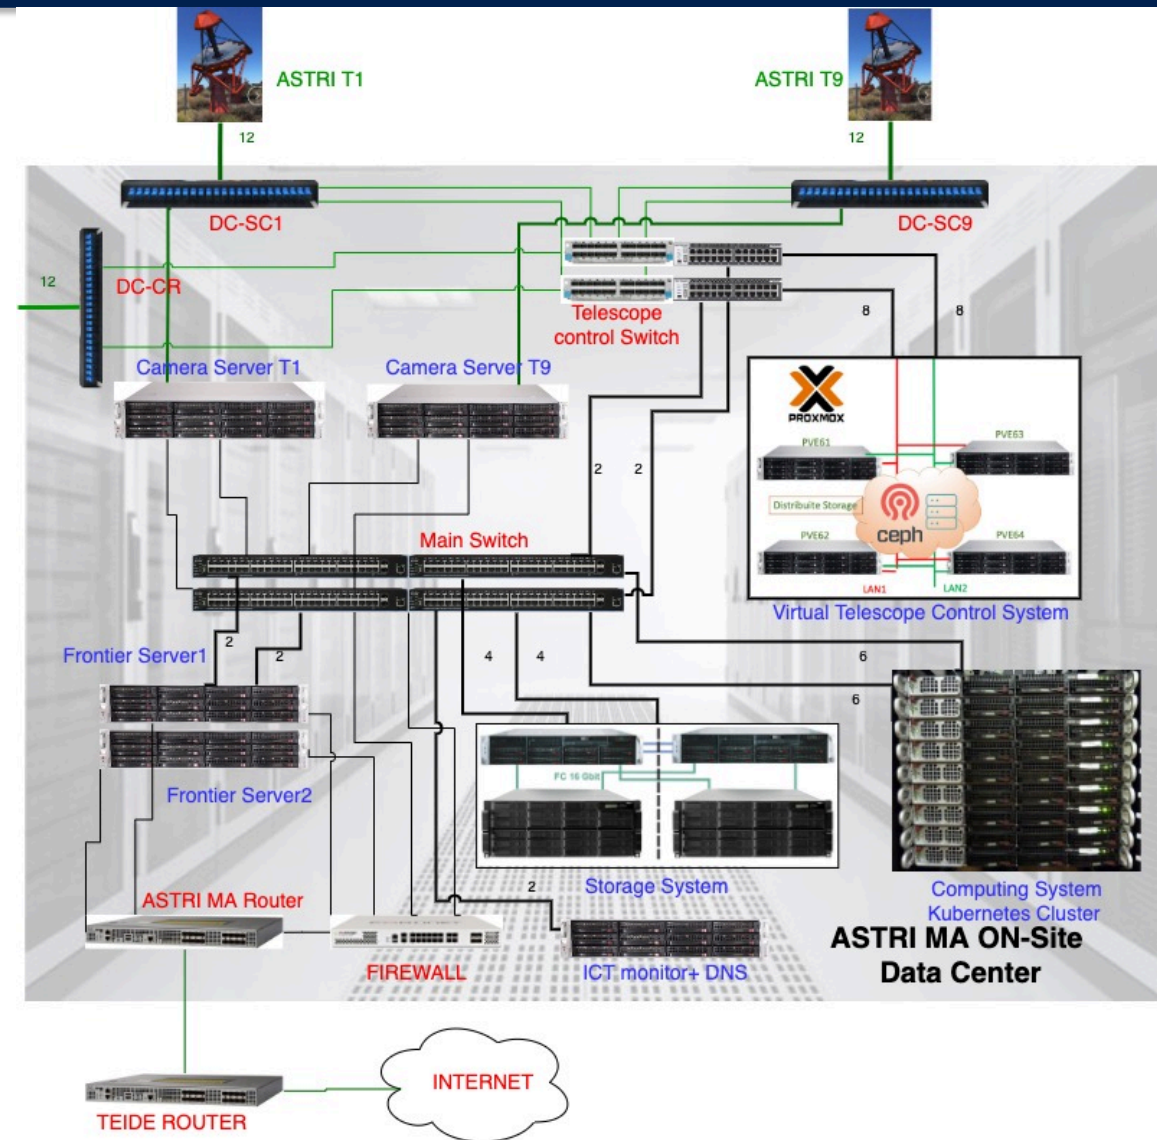 ASTRI T1
ASTRI T9
12
12
DC-SC1
DC-SC9
12
DC-CR
Telescope
control Switch
8
8
Camera Server T1
Camera Server T9
PROXMOX
PVE61
PVE63
2
2
Distribuite Storage
ceph
PVE62
PVE64
LAN1
LAN2
Main Switch
Virtual Telescope Control System
2
2
4
4
6
6
Frontier Server1
Frontier Server2
FC 16 Gbit
Storage System
2
Computing System
Kubernetes Cluster
ASTRI MA Router
FIREWALL
ICT monitor+ DNS
ASTRI MA ON-Site
Data Center
INTERNET
TEIDE ROUTER